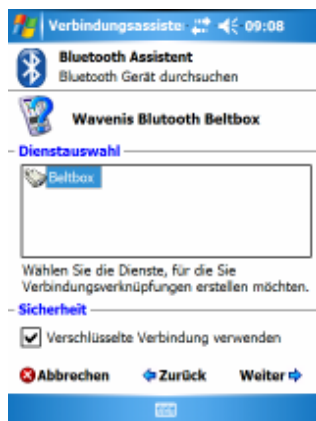 Verbindungsassiste 09:08
Bluetooth Assistent
Bluetooth Gerät durchsuchen
Wavenis Blutooth Beltbox
Dienstauswahl
Beltbox
Wählen Sie die Dienste, für die Sie
Verbindungsverknüpfungen erstellen möchten.
Sicherheit
Verschlüsselte Verbindung verwenden
Abbrechen Zurück Weiter